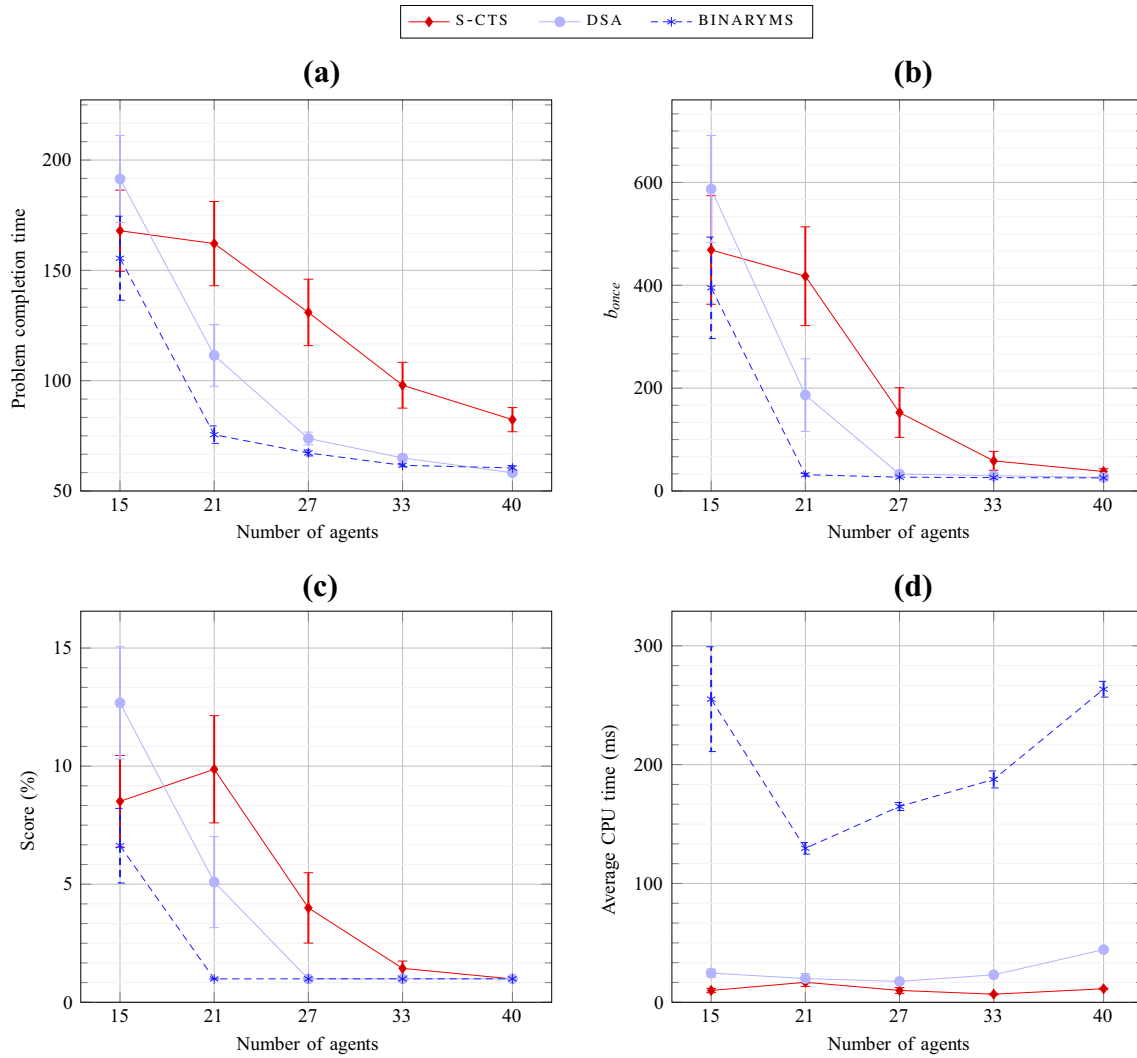 S-CTS DSA BINARYMS
(a)
200
150
100
50
15 21 27 33 40
Number of agents
Problem completion time
(b)
600
400
200
0
15 21 27 33 40
Number of agents
b_once
(c)
15
10
5
0
15 21 27 33 40
Number of agents
Score (%)
(d)
300
200
100
0
15 21 27 33 40
Number of agents
Average CPU time (ms)